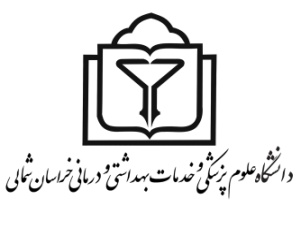 دانشگاه علوم پزشکی و خدمات بهداشتی و درمانی خراسان شمالی